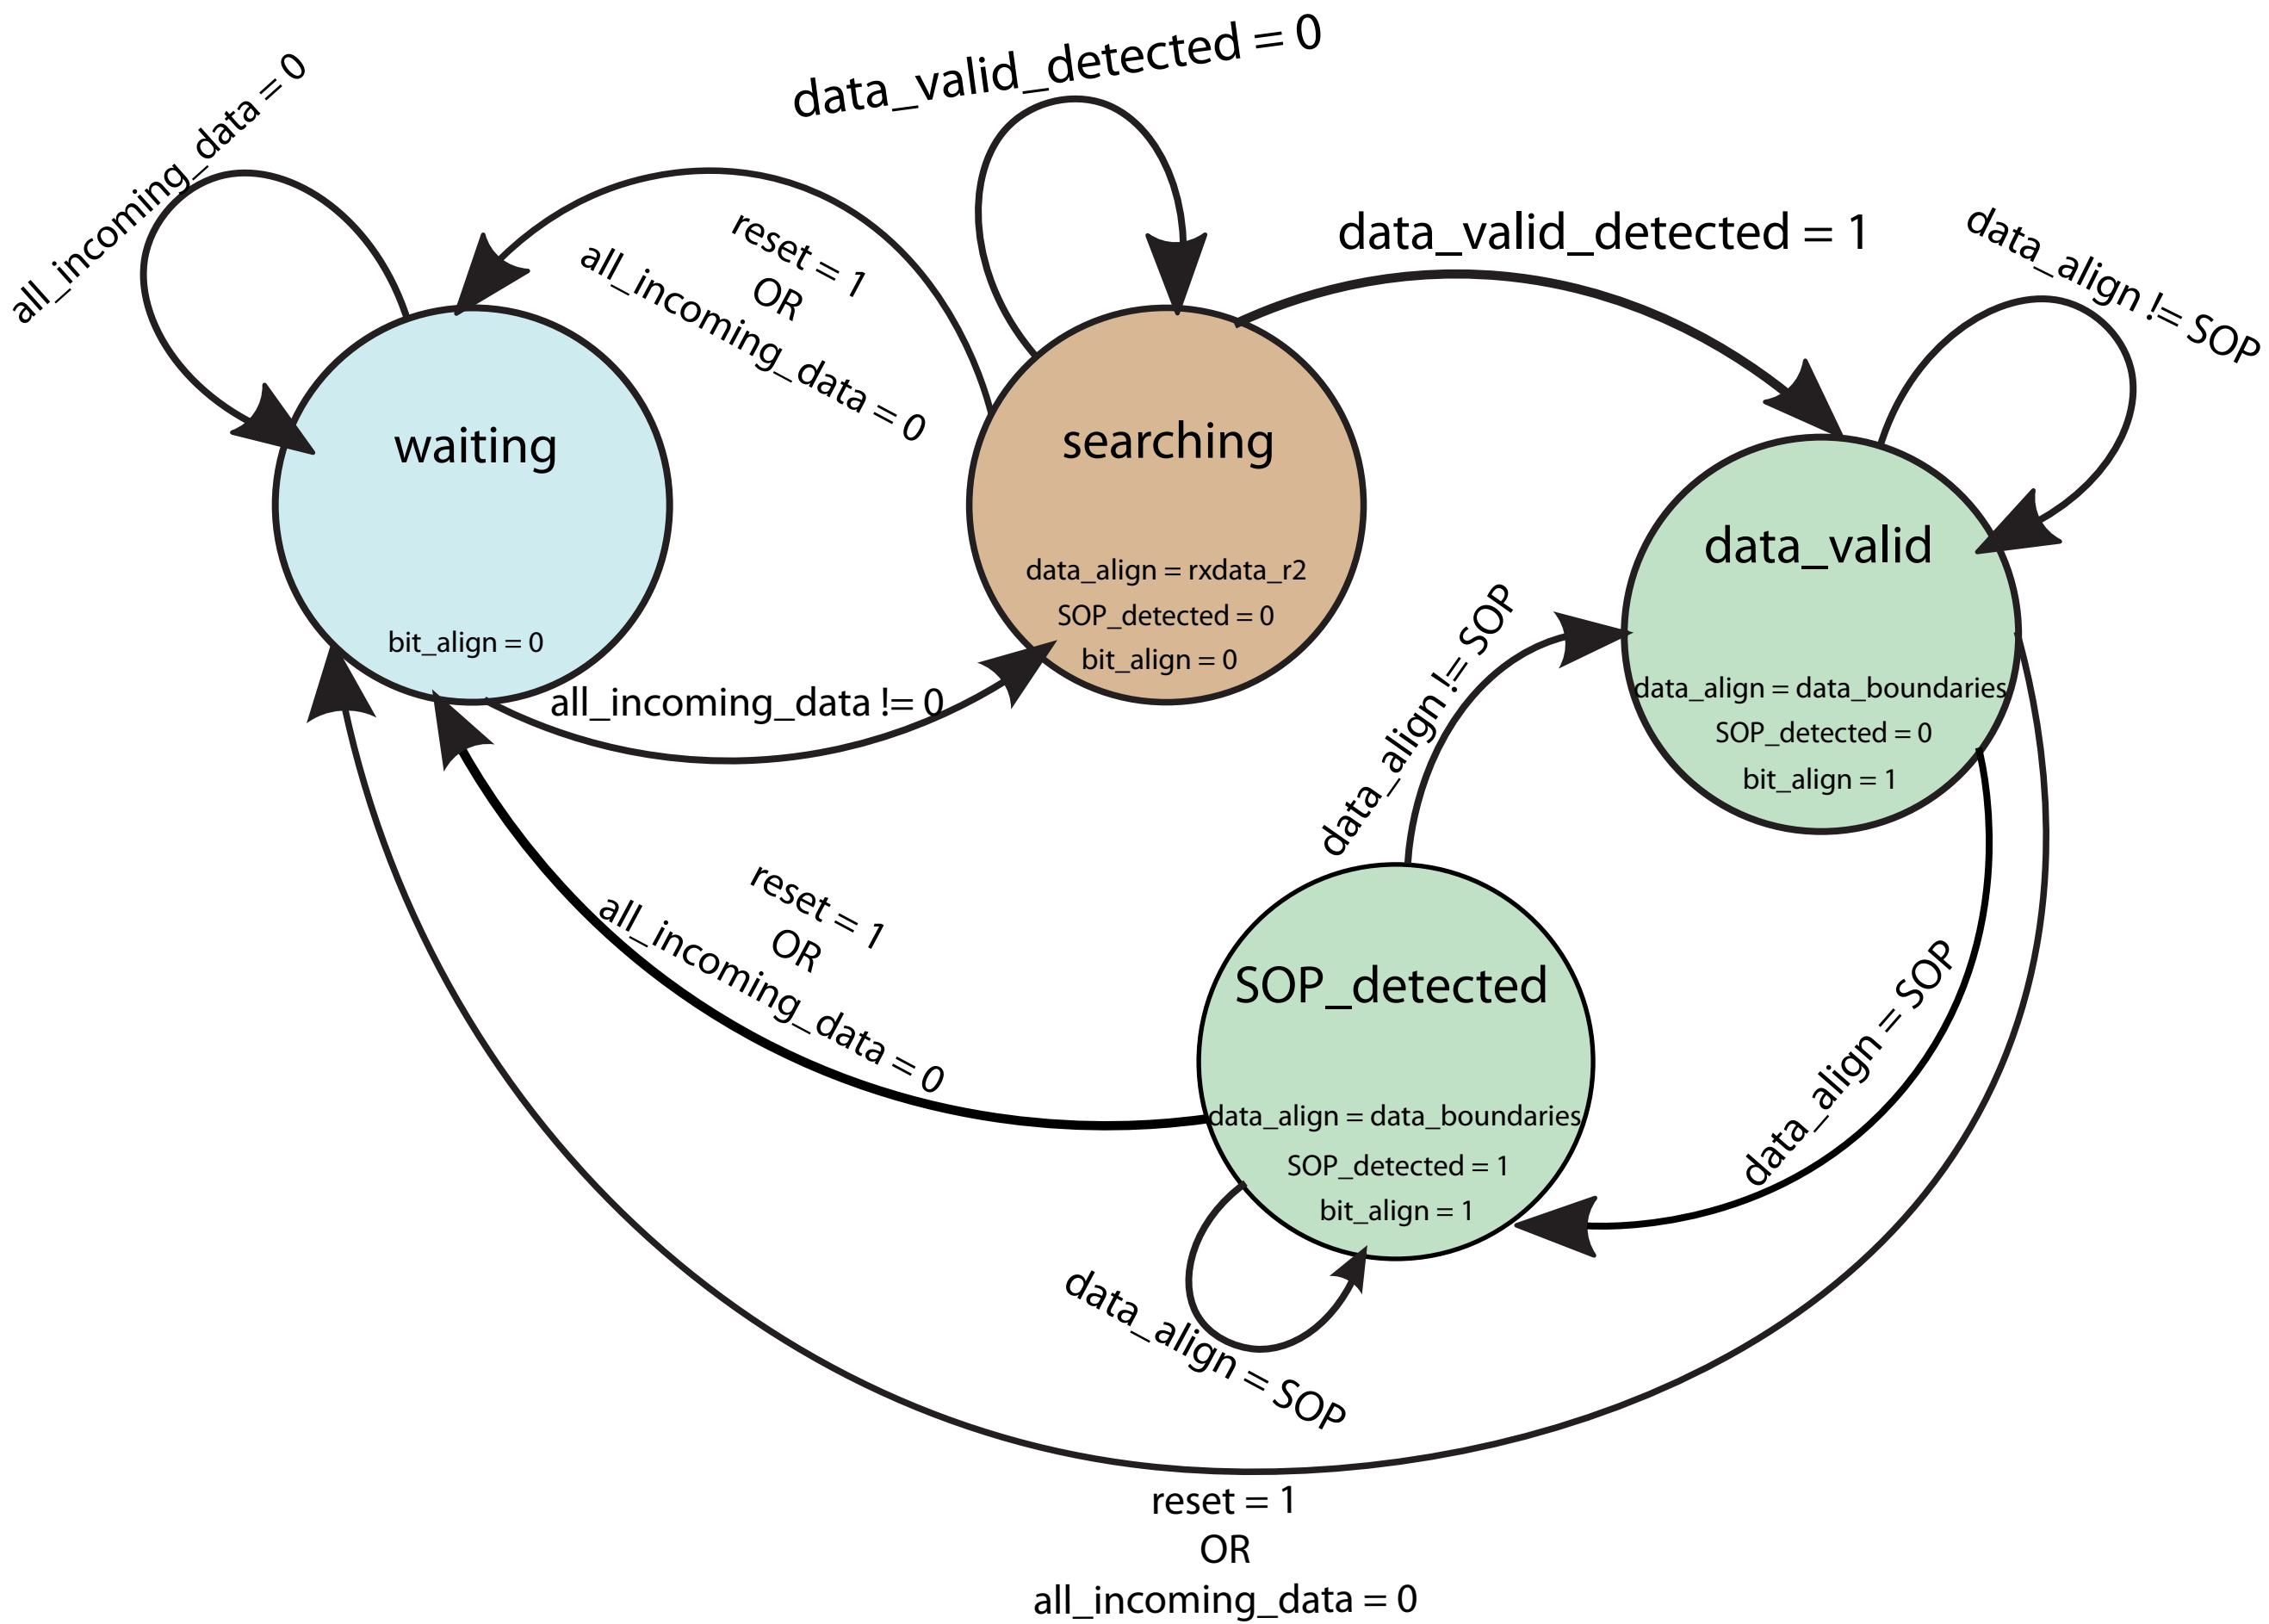 data_valid_detected = 0
all_incoming_data = 0
reset = 1
OR
all_incoming_data = 0
data_valid_detected = 1
data_align != SOP
waiting
bit_align = 0
searching
data_align = rxdata_r2
SOP_detected = 0
bit_align = 0
data_valid
data_align = data_boundaries
SOP_detected = 0
bit_align = 1
all_incoming_data != 0
data_align != SOP
reset = 1
OR
all_incoming_data = 0
SOP_detected
data_align = data_boundaries
SOP_detected = 1
bit_align = 1
data_align = SOP
data_align = SOP
reset = 1
OR
all_incoming_data = 0